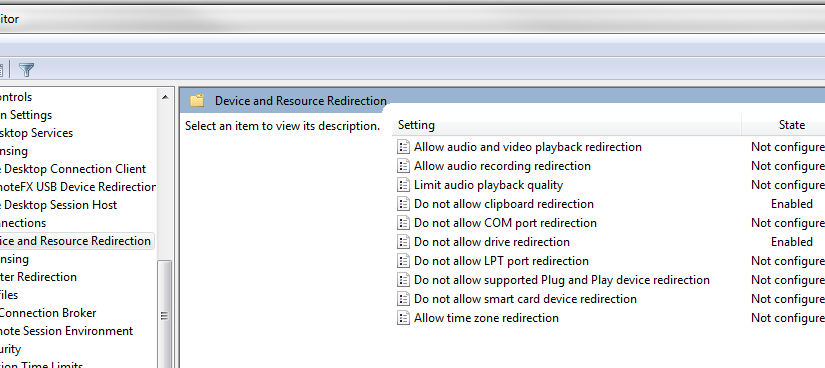 itor
ontrols
n Settings
sktop Services
nsing
Desktop Connection Client
noteFX USB Device Redirection
Desktop Session Host
nnections
ice and Resource Redirection
nsing
ter Redirection
files
Connection Broker
note Session Environment
urity
ion Time Limits
Device and Resource Redirection
Select an item to view its description.
Setting State
Allow audio and video playback redirection Not configure
Allow audio recording redirection Not configure
Limit audio playback quality Not configure
Do not allow clipboard redirection Enabled
Do not allow COM port redirection Not configure
Do not allow drive redirection Enabled
Do not allow LPT port redirection Not configure
Do not allow supported Plug and Play device redirection Not configure
Do not allow smart card device redirection Not configure
Allow time zone redirection Not configure